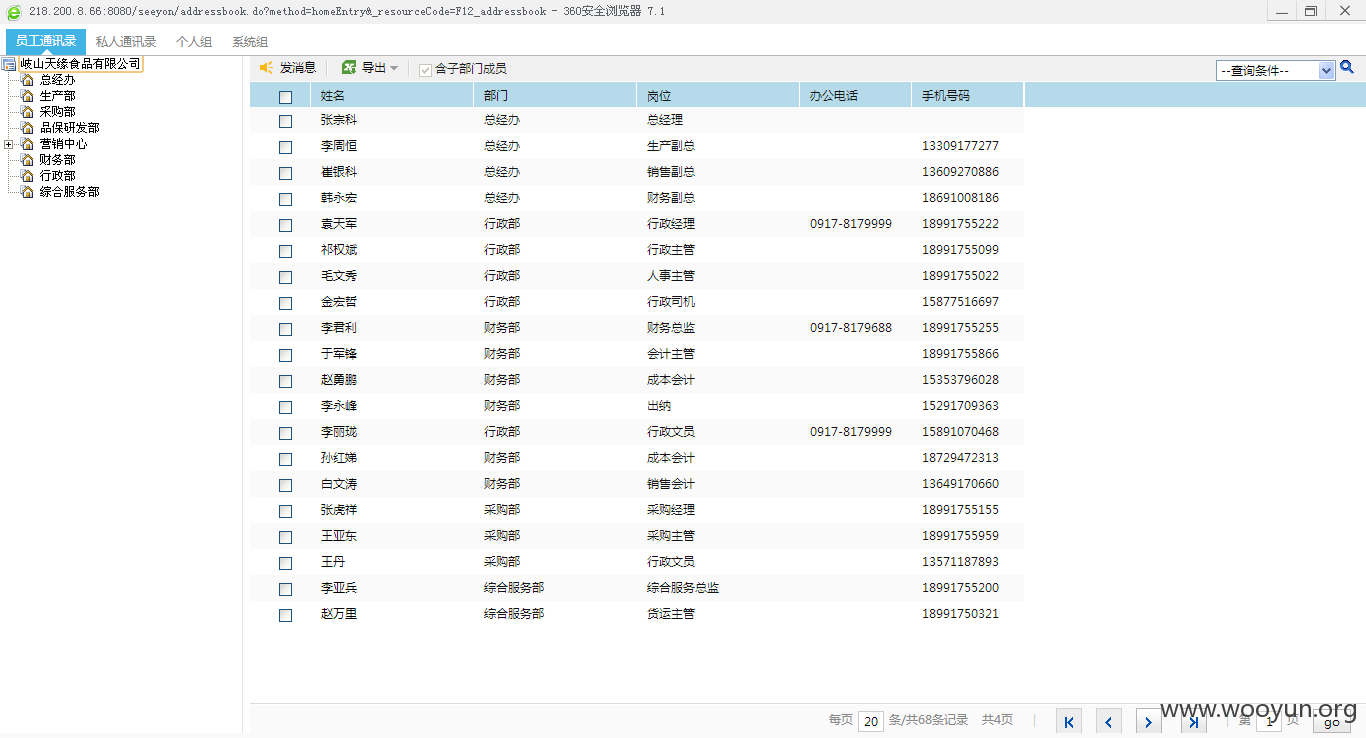 218.200.8.66:8080/seeyon/addressbook.do?method=homeEntry&_resourceCode=F12_addressbook - 360安全浏览器 7.1
员工通讯录 私人通讯录 个人组 系统组
岐山天缘食品有限公司
总经办
生产部
采购部
品保研发部
营销中心
财务部
行政部
综合服务部
发消息 导出 含子部门成员 --查询条件--
姓名 部门 岗位 办公电话 手机号码
张宗科 总经办 总经理
李周恒 总经办 生产副总 13309177277
崔银科 总经办 销售副总 13609270886
韩永宏 总经办 财务副总 18691008186
袁天军 行政部 行政经理 0917-8179999 18991755222
祁权斌 行政部 行政主管 18991755099
毛文秀 行政部 人事主管 18991755022
金宏哲 行政部 行政司机 15877516697
李君利 财务部 财务总监 0917-8179688 18991755255
于军锋 财务部 会计主管 18991755866
赵勇鹏 财务部 成本会计 15353796028
李永峰 财务部 出纳 15291709363
李丽珑 行政部 行政文员 0917-8179999 15891070468
孙红娣 财务部 成本会计 18729472313
白文涛 财务部 销售会计 13649170660
张虎祥 采购部 采购经理 18991755155
王亚东 采购部 采购主管 18991755959
王丹 采购部 行政文员 13571187893
李亚兵 综合服务部 综合服务总监 18991755200
赵万里 综合服务部 货运主管 18991750321
每页 20 条/共68条记录 共4页 第 1 页 go
www.wooyun.org